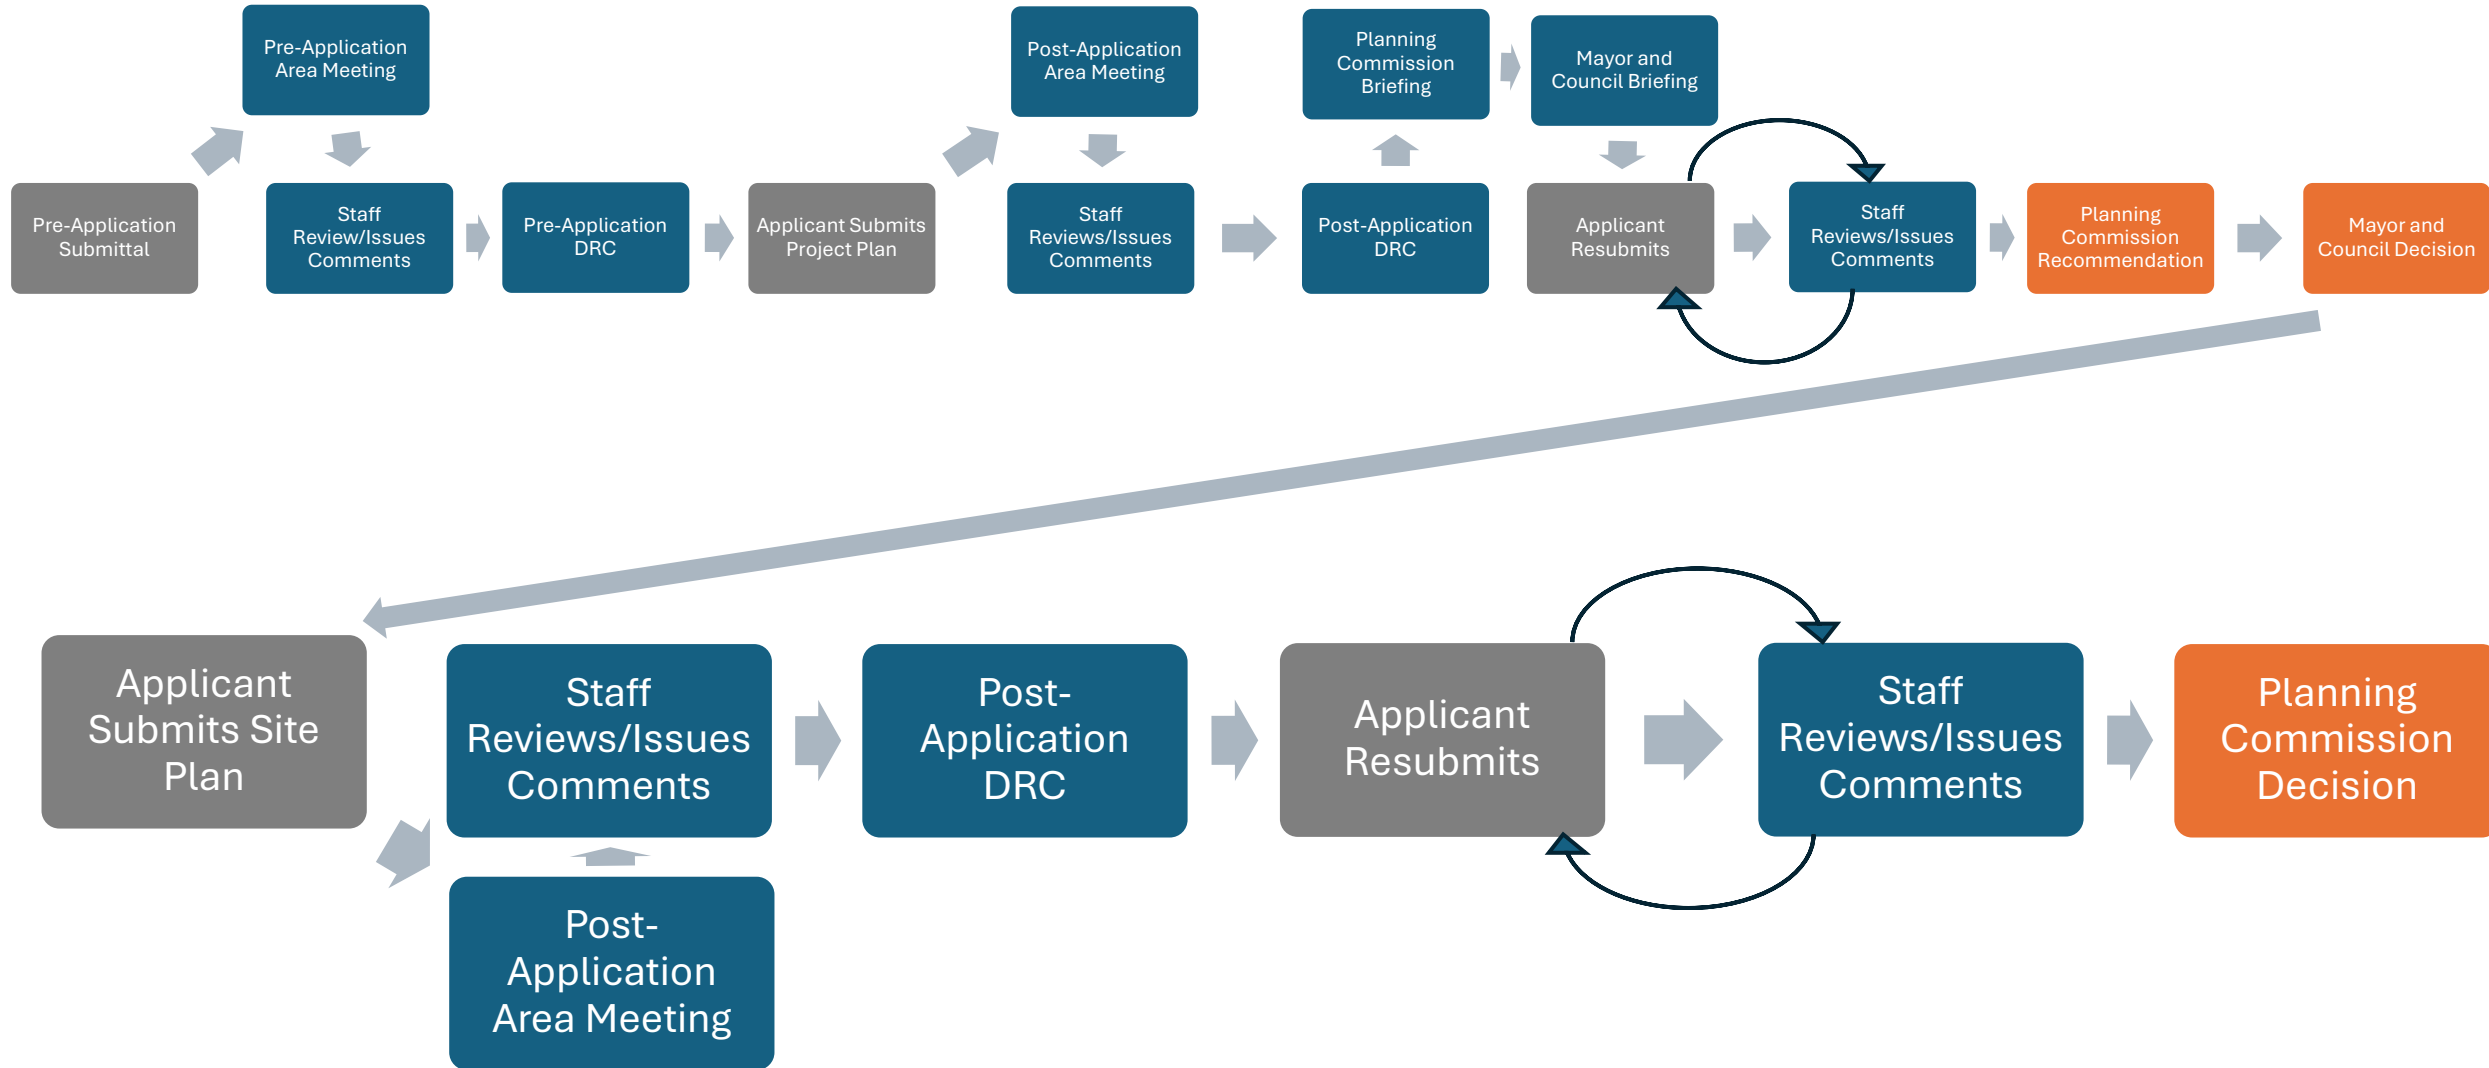 Pre-Application
Submittal
Pre-Application
Area Meeting
Staff
Review/Issues
Comments
Pre-Application
DRC
Applicant Submits
Project Plan
Post-Application
Area Meeting
Staff
Reviews/Issues
Comments
Post-Application
DRC
Planning
Commission
Briefing
Mayor and
Council Briefing
Applicant
Resubmits
Staff
Reviews/Issues
Comments
Planning
Commission
Recommendation
Mayor and
Council Decision
Applicant
Submits Site
Plan
Post-
Application
Area Meeting
Staff
Reviews/Issues
Comments
Post-
Application
DRC
Applicant
Resubmits
Staff
Reviews/Issues
Comments
Planning
Commission
Decision